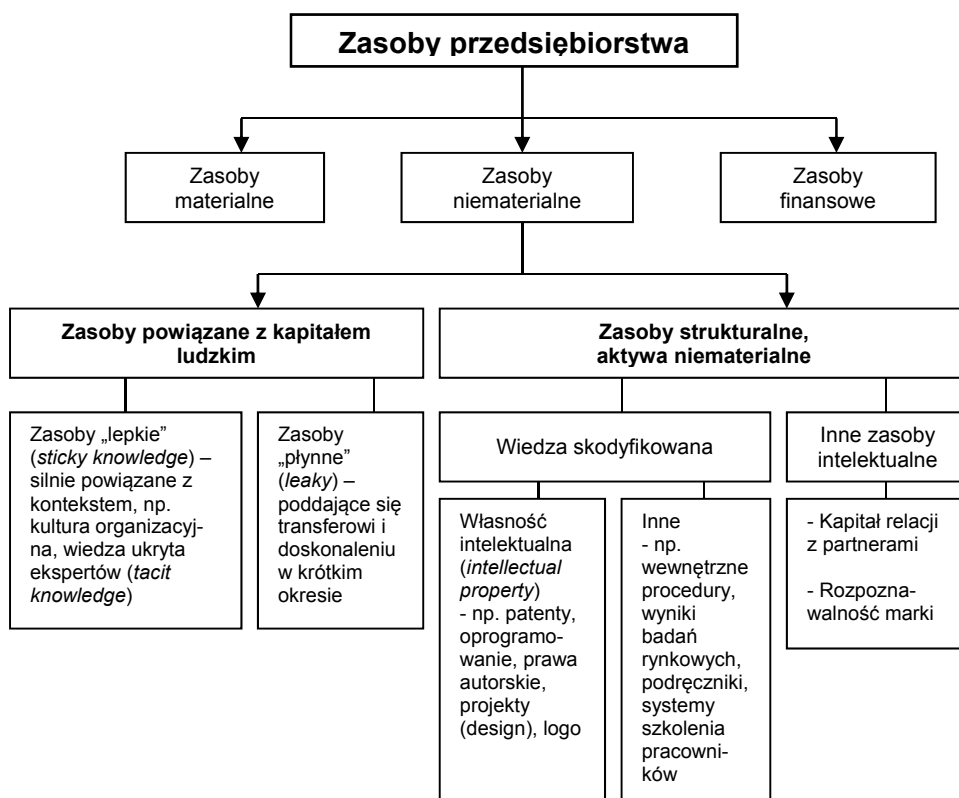 Zasoby przedsiębiorstwa
Zasoby
materialne
Zasoby
niematerialne
Zasoby
finansowe
Zasoby powiązane z kapitałem
ludzkim
Zasoby strukturalne,
aktywa niematerialne
Zasoby „lepkie”
(sticky knowledge) –
silnie powiązane z
kontekstem, np.
kultura organizacyj-
na, wiedza ukryta
ekspertów (tacit
knowledge)
Zasoby
„płynne”
(leaky) –
poddające się
transferowi i
doskonaleniu
w krótkim
okresie
Wiedza skodyfikowana
Inne zasoby
intelektualne
Własność
intelektualna
(intellectual
property)
- np. patenty,
oprogramo-
wanie, prawa
autorskie,
projekty
(design), logo
Inne
- np.
wewnętrzne
procedury,
wyniki
badań
rynkowych,
podręczniki,
systemy
szkolenia
pracowni-
ków
- Kapitał relacji
z partnerami
- Rozpozna-
walność marki